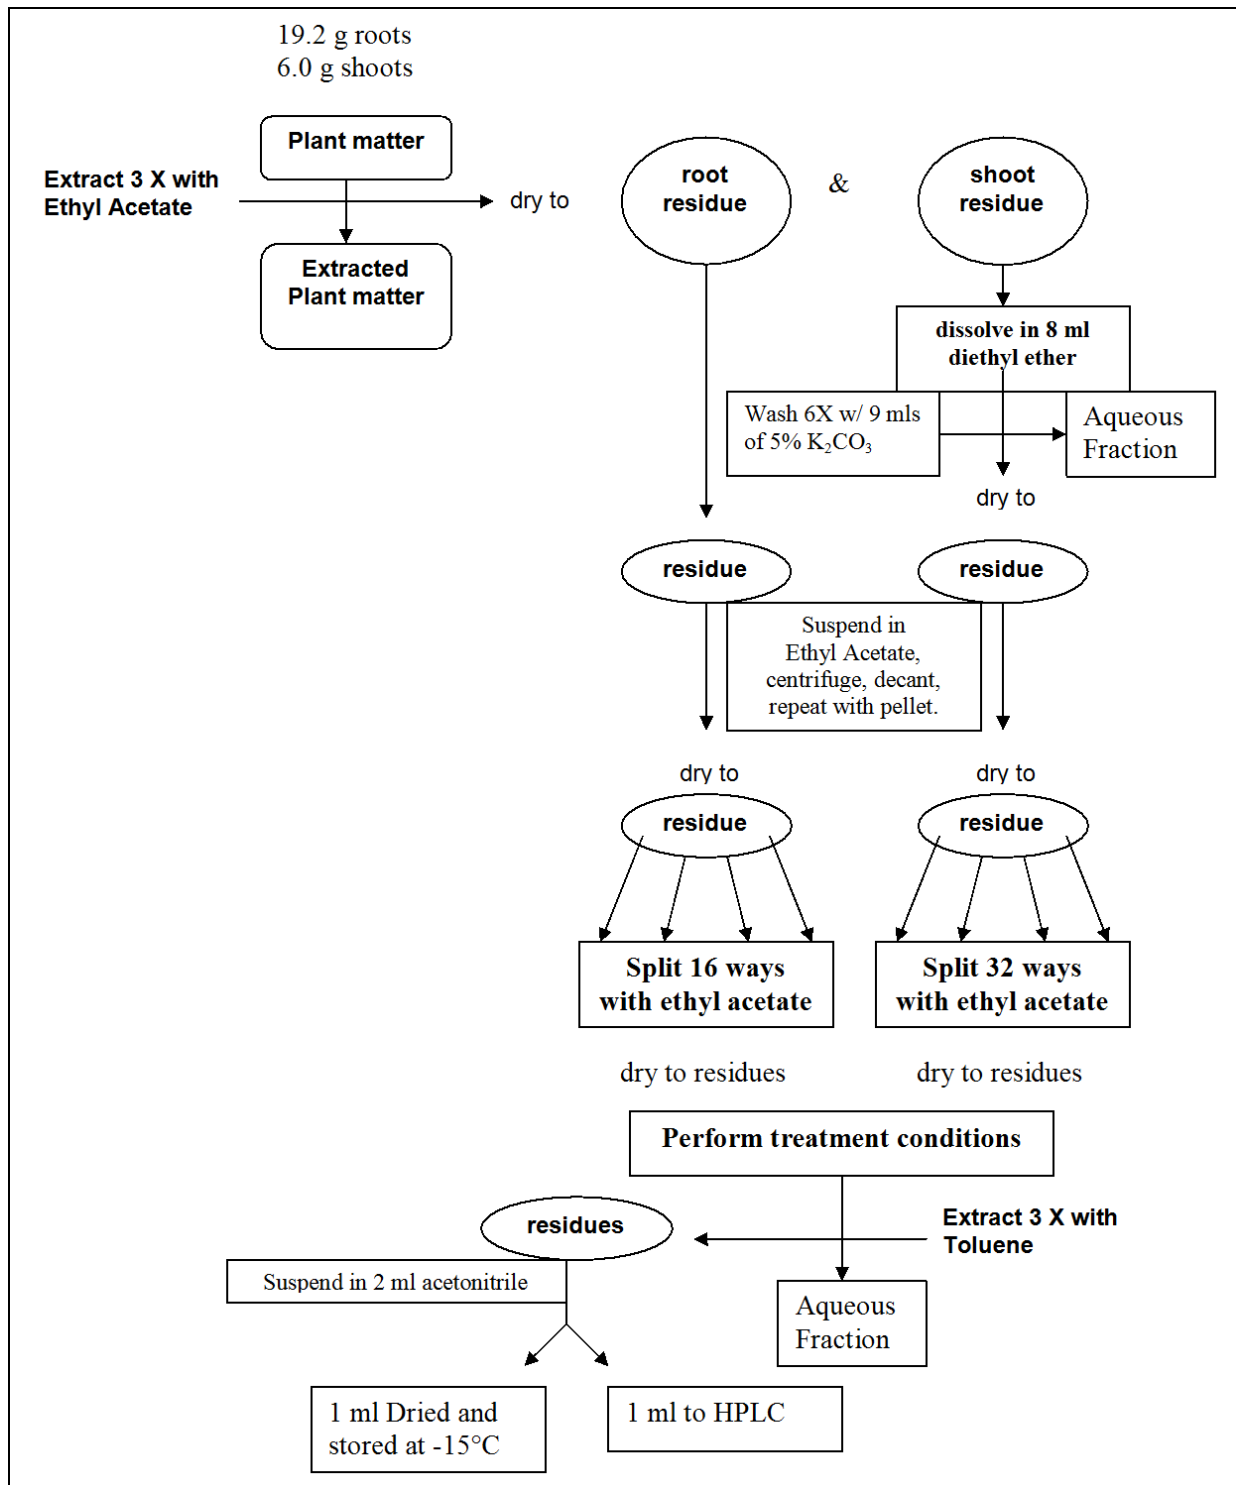 19.2 g roots
6.0 g shoots
Plant matter
Extract 3 X with
Ethyl Acetate
dry to
root
residue
&
shoot
residue
Extracted
Plant matter
dissolve in 8 ml
diethyl ether
Wash 6X w/ 9 mls
of 5% K₂CO₃
Aqueous
Fraction
dry to
residue
residue
Suspend in
Ethyl Acetate,
centrifuge, decant,
repeat with pellet.
dry to
dry to
residue
residue
Split 16 ways
with ethyl acetate
Split 32 ways
with ethyl acetate
dry to residues
dry to residues
Perform treatment conditions
residues
Extract 3 X with
Toluene
Suspend in 2 ml acetonitrile
Aqueous
Fraction
1 ml Dried and
stored at -15°C
1 ml to HPLC